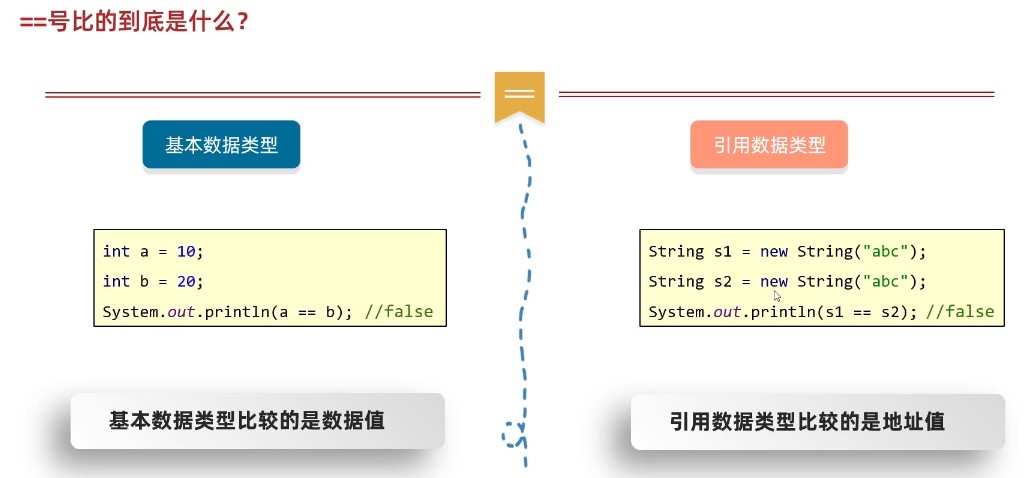 ==号比的到底是什么?
基本数据类型
int a = 10;
int b = 20;
System.out.println(a == b); //false
基本数据类型比较的是数据值
引用数据类型
String s1 = new String("abc");
String s2 = new String("abc");
System.out.println(s1 == s2); //false
引用数据类型比较的是地址值